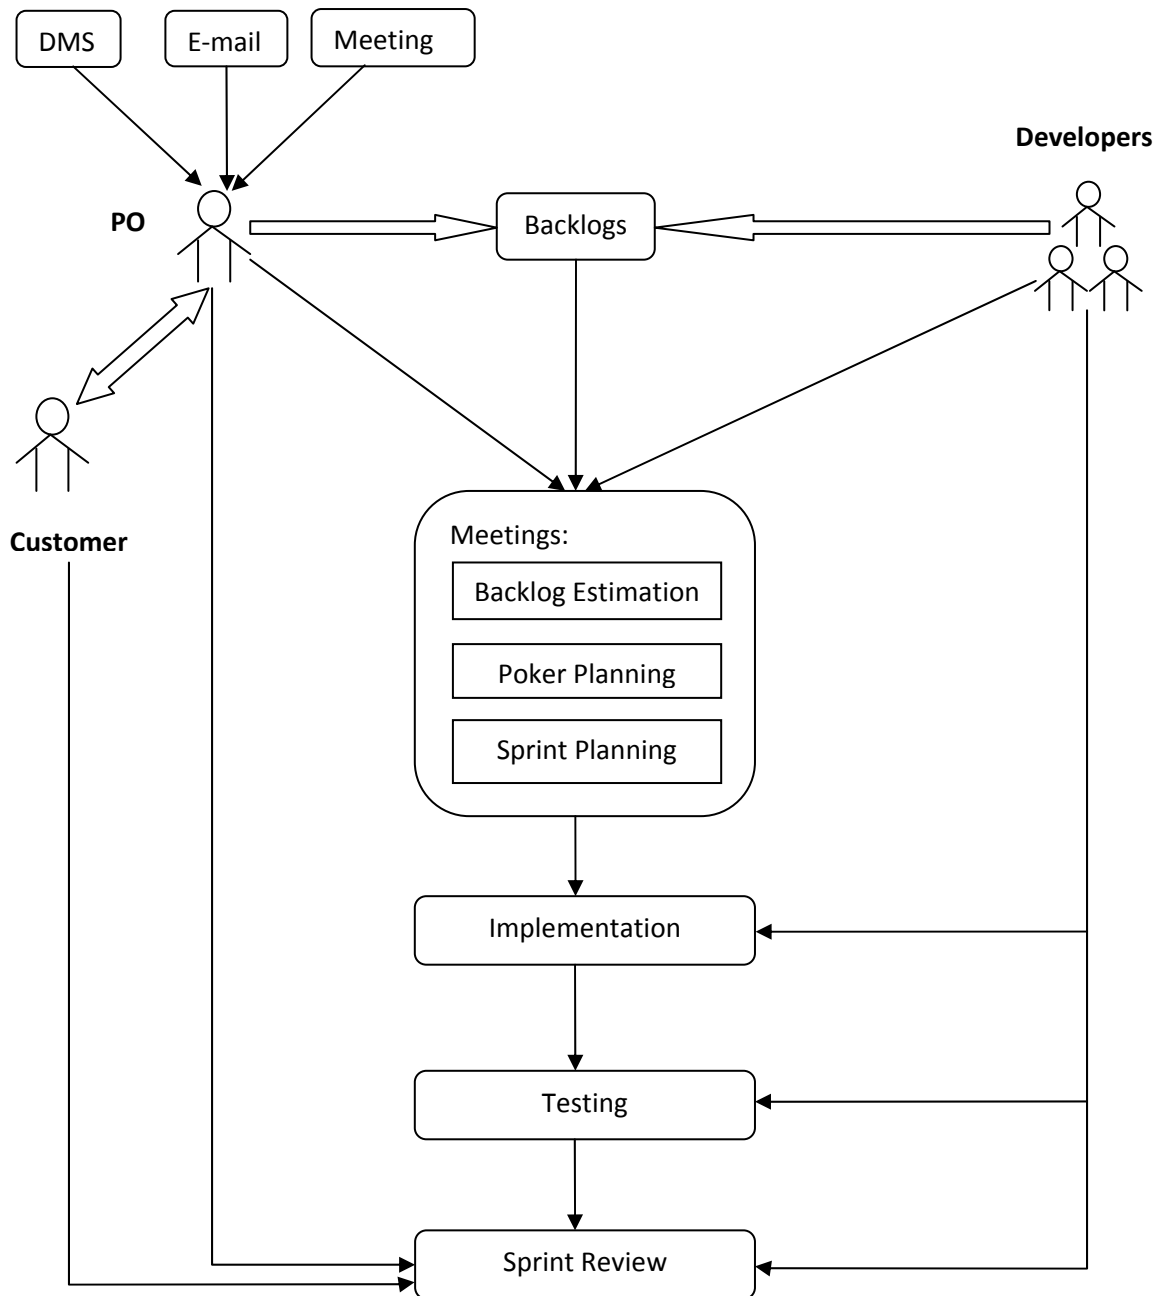 DMS
E-mail
Meeting
Developers
PO
Backlogs
Customer
Meetings:
Backlog Estimation
Poker Planning
Sprint Planning
Implementation
Testing
Sprint Review